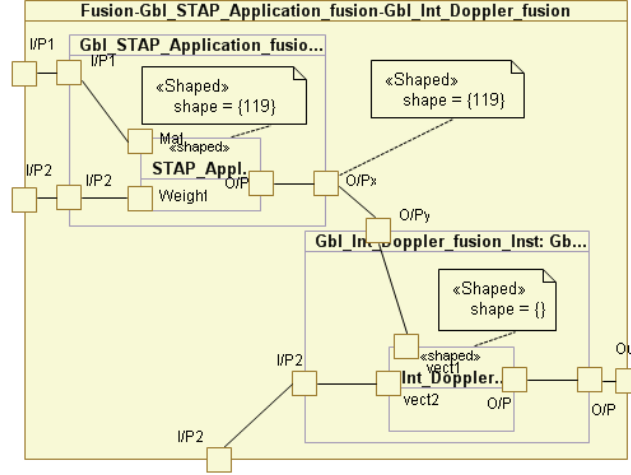 Fusion-Gbl_STAP_Application_fusion-Gbl_Int_Doppler_fusion
I/P1
Gbl_STAP_Application_fusio...
I/P1
«Shaped»
shape = {119}
«Shaped»
shape = {119}
Mat
«shaped»
STAP_Appl..
I/P2
I/P2
O/P
O/Px
Weight
O/Py
Gbl_Int_Doppler_fusion_Inst: Gb...
«Shaped»
shape = {}
Ou
«shaped»
vect1
I/P2
Int_Doppler..
vect2
O/P
O/P
I/P2